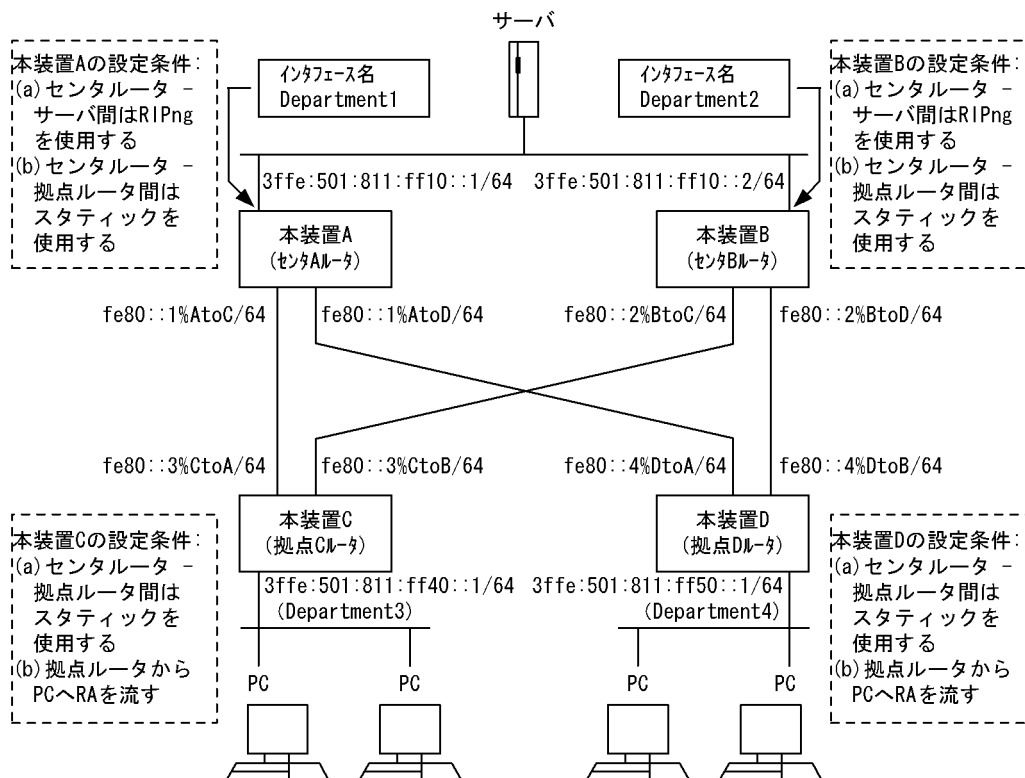 サーバ
本装置Aの設定条件:
(a)センタルータ －
サーバ間はRIPng
を使用する
(b)センタルータ －
拠点ルータ間は
スタティックを
使用する
インタフェース名
Department1
インタフェース名
Department2
本装置Bの設定条件:
(a)センタルータ －
サーバ間はRIPng
を使用する
(b)センタルータ －
拠点ルータ間は
スタティックを
使用する
3ffe:501:811:ff10::1/64
3ffe:501:811:ff10::2/64
本装置A
(センタAルータ)
本装置B
(センタBルータ)
fe80::1%AtoC/64
fe80::1%AtoD/64
fe80::2%BtoC/64
fe80::2%BtoD/64
fe80::3%CtoA/64
fe80::3%CtoB/64
fe80::4%DtoA/64
fe80::4%DtoB/64
本装置C
(拠点Cルータ)
本装置D
(拠点Dルータ)
本装置Cの設定条件:
(a)センタルータ －
拠点ルータ間は
スタティックを
使用する
(b)拠点ルータから
PCへRAを流す
3ffe:501:811:ff40::1/64
(Department3)
3ffe:501:811:ff50::1/64
(Department4)
本装置Dの設定条件:
(a)センタルータ －
拠点ルータ間は
スタティックを
使用する
(b)拠点ルータから
PCへRAを流す
PC
PC
PC
PC